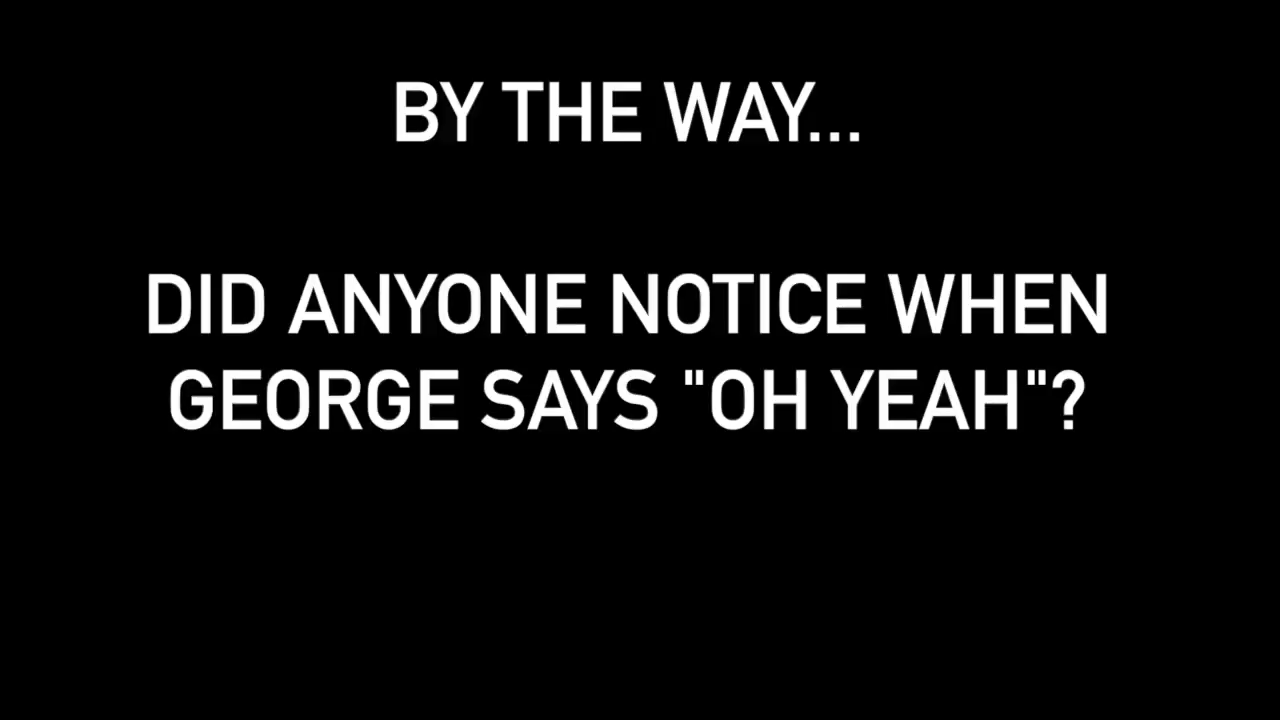 BY THE WAY...
DID ANYONE NOTICE WHEN
GEORGE SAYS "OH YEAH"?